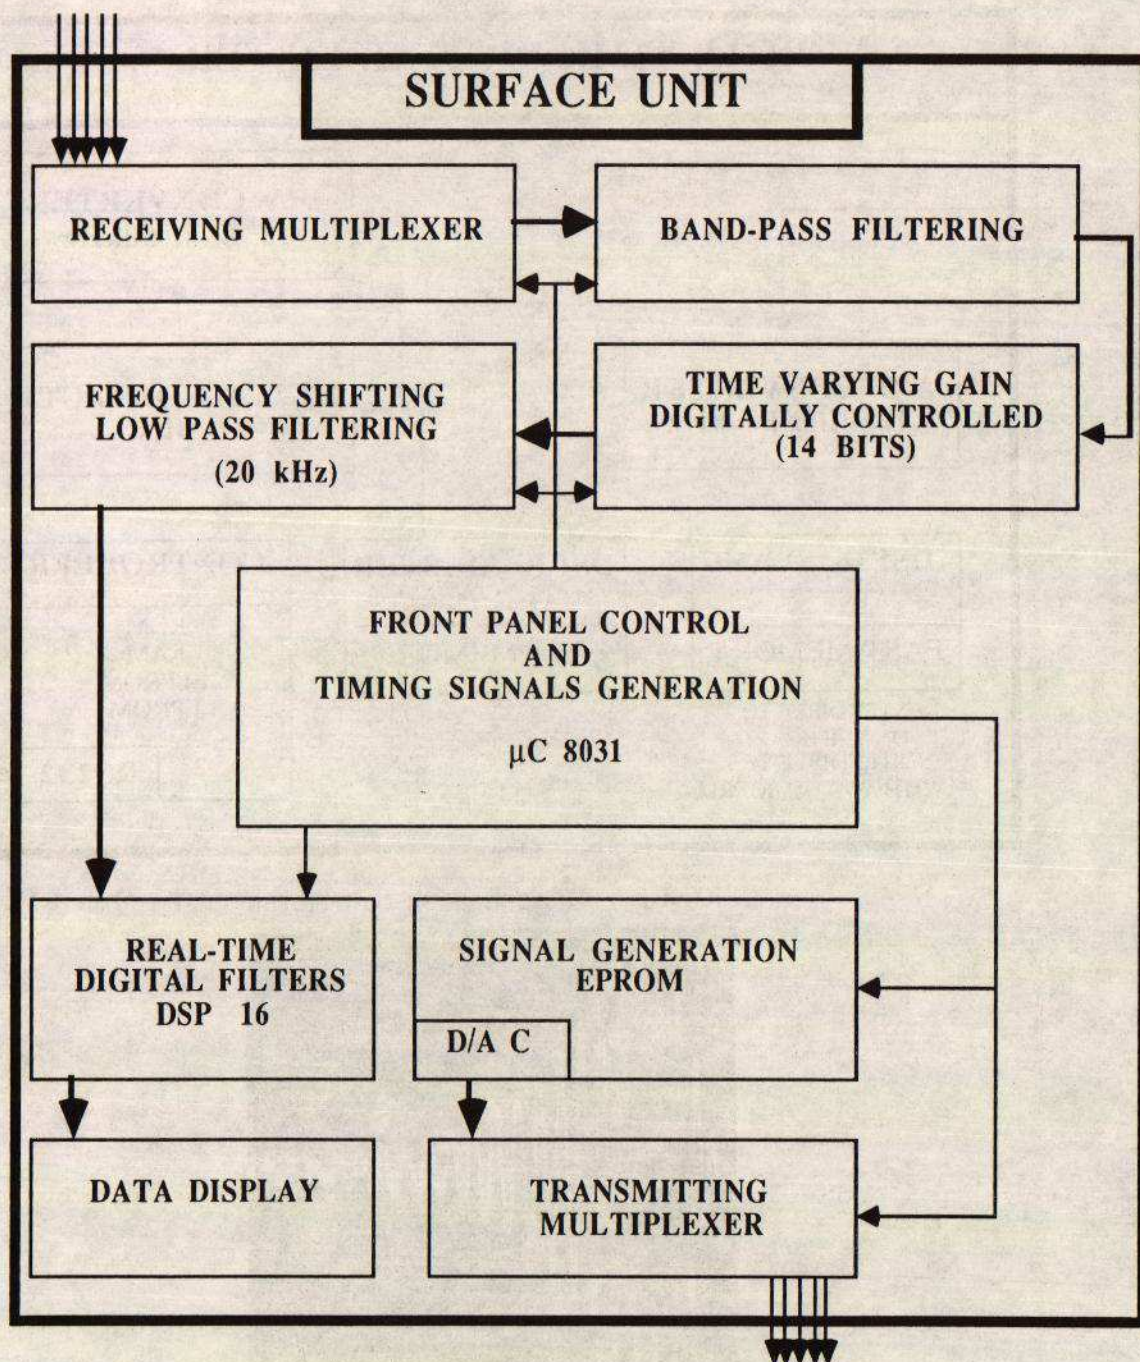 SURFACE UNIT
RECEIVING MULTIPLEXER
BAND-PASS FILTERING
FREQUENCY SHIFTING
LOW PASS FILTERING
(20 kHz)
TIME VARYING GAIN
DIGITALLY CONTROLLED
(14 BITS)
FRONT PANEL CONTROL
AND
TIMING SIGNALS GENERATION
µC 8031
REAL-TIME
DIGITAL FILTERS
DSP 16
SIGNAL GENERATION
EPROM
D/A C
DATA DISPLAY
TRANSMITTING
MULTIPLEXER